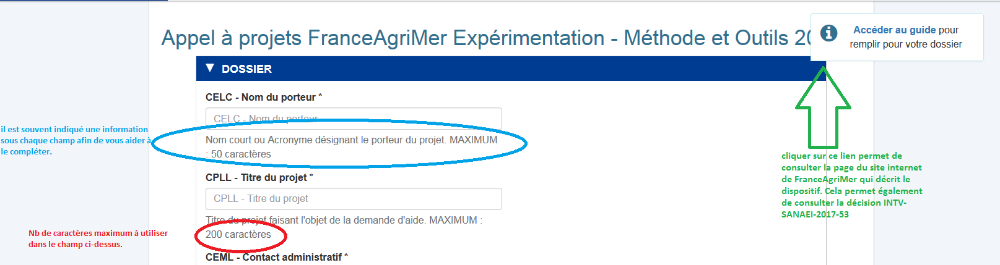 Appel à projets FranceAgriMer Expérimentation - Méthode et Outils
Accéder au guide pour
remplir pour votre dossier
DOSSIER
CELC - Nom du porteur *
CELC - Nom du porteur
il est souvent indiqué une information
sous chaque champ afin de vous aider à
le compléter.
Nom court ou Acronyme désignant le porteur du projet. MAXIMUM
: 50 caractères
cliquer sur ce lien permet de
consulter la page du site internet
de FranceAgriMer qui décrit le
dispositif. Cela permet également
de consulter la décision INTV-
SANAEI-2017-53
CPLL - Titre du projet *
CPLL - Titre du projet
Titre du projet faisant l'objet de la demande d'aide. MAXIMUM :
200 caractères
Nb de caractères maximum à utiliser
dans le champ ci-dessus.
CEML - Contact administratif *